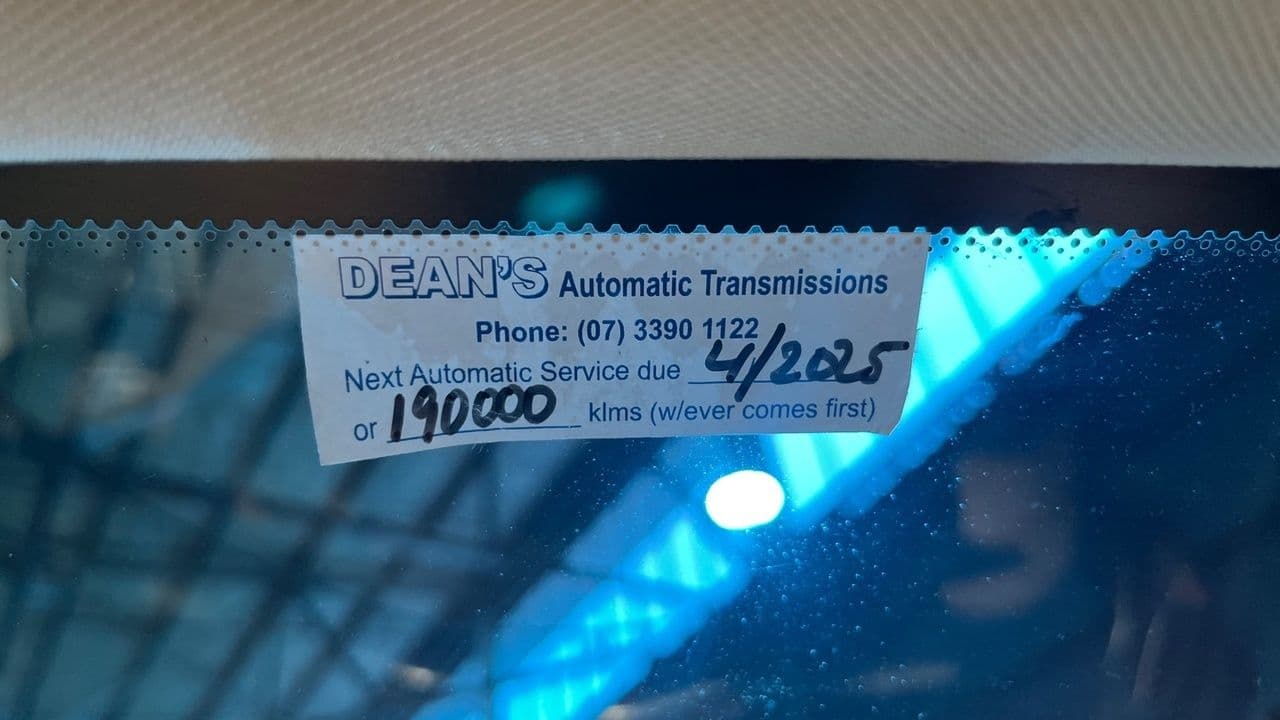 DEAN'S Automatic Transmissions
Phone: (07) 3390 1122
Next Automatic Service due 4/2025
or 190000 klms (w/ever comes first)